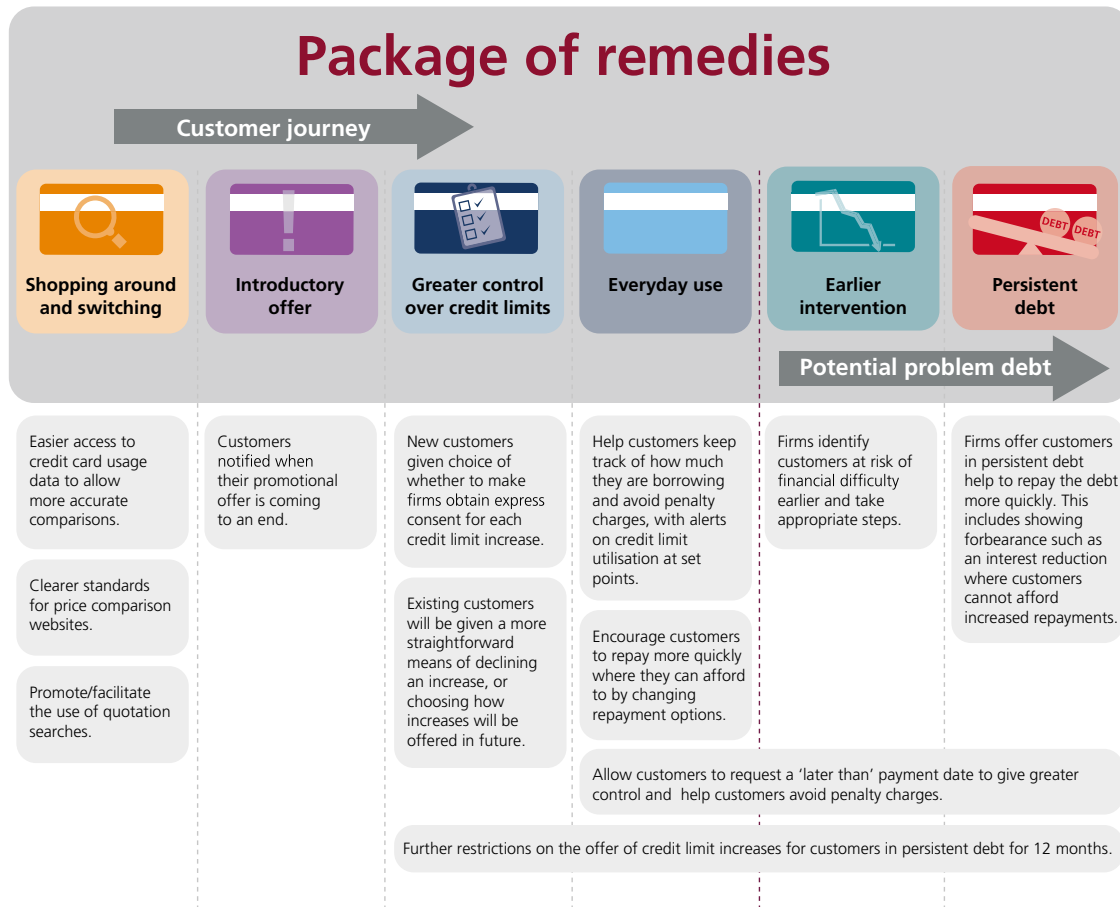 Package of remedies
Customer journey
Shopping around
and switching
Introductory
offer
Greater control
over credit limits
Everyday use
Earlier
intervention
DEBT
DEBT
Persistent
debt
Potential problem debt
Easier access to
credit card usage
data to allow
more accurate
comparisons.
Clearer standards
for price comparison
websites.
Promote/facilitate
the use of quotation
searches.
Customers
notified when
their promotional
offer is coming
to an end.
New customers
given choice of
whether to make
firms obtain express
consent for each
credit limit increase.
Existing customers
will be given a more
straightforward
means of declining
an increase, or
choosing how
increases will be
offered in future.
Help customers keep
track of how much
they are borrowing
and avoid penalty
charges, with alerts
on credit limit
utilisation at set
points.
Encourage customers
to repay more quickly
where they can afford
to by changing
repayment options.
Firms identify
customers at risk of
financial difficulty
earlier and take
appropriate steps.
Firms offer customers
in persistent debt
help to repay the debt
more quickly. This
includes showing
forbearance such as
an interest reduction
where customers
cannot afford
increased repayments.
Allow customers to request a ‘later than’ payment date to give greater
control and help customers avoid penalty charges.
Further restrictions on the offer of credit limit increases for customers in persistent debt for 12 months.